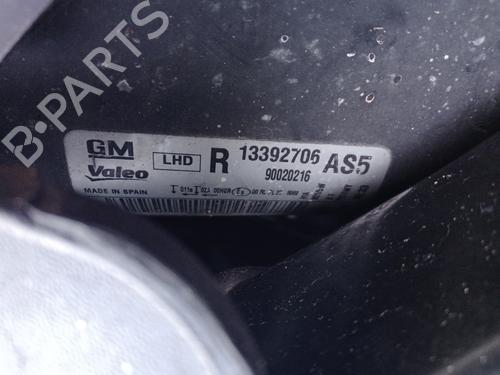 B-PARTS
GM LHD R 13392706 AS5
Valeo 90020216
MADE IN SPAIN